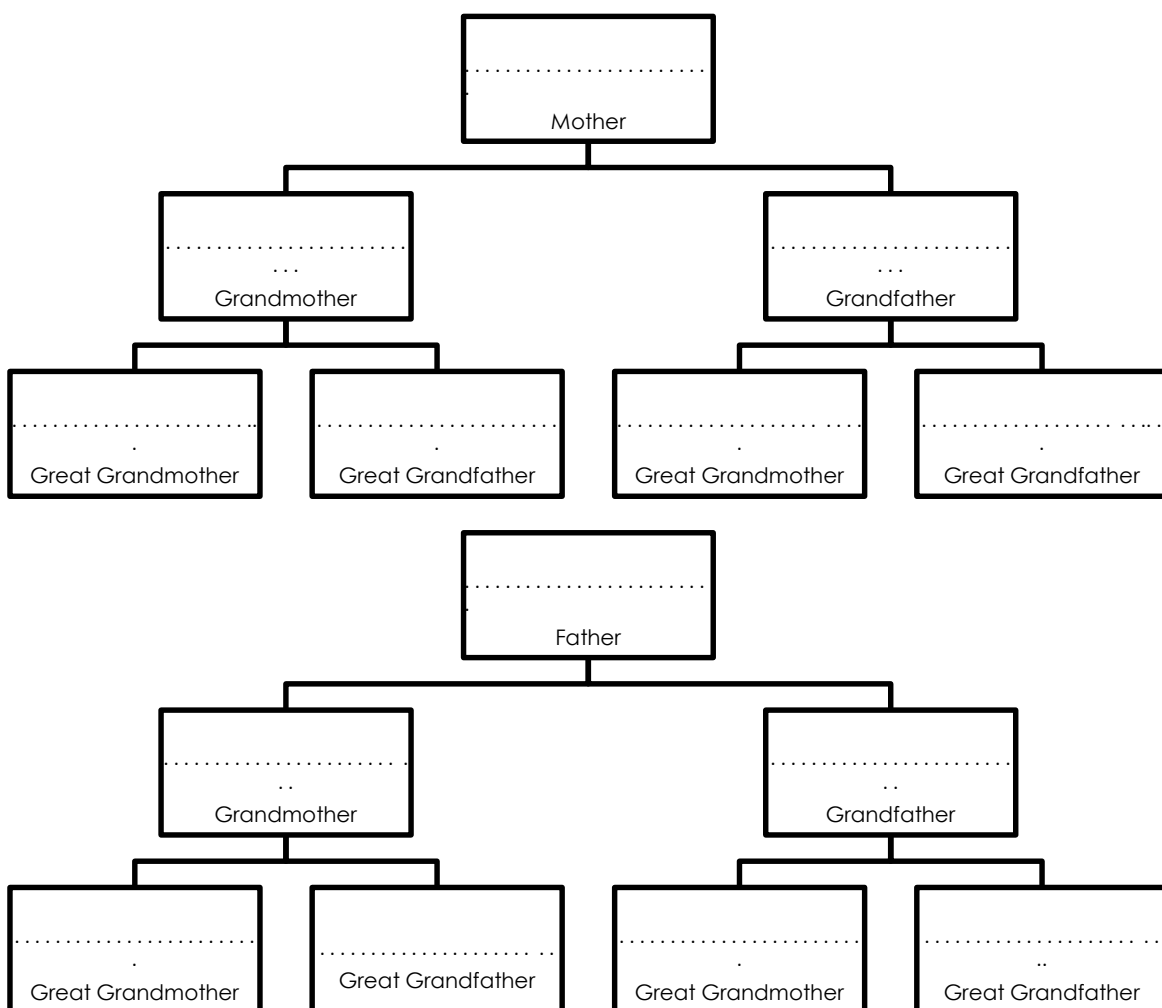 ........................
.
Mother
........................
...
Grandmother
........................
...
Grandfather
.........................
.
Great Grandmother
........................
.
Great Grandfather
.................... ....
.
Great Grandmother
.................. ..... .
.
Great Grandfather
........................
.
Father
....................... .
..
Grandmother
........................
..
Grandfather
........................
.
Great Grandmother
..................... ..
Great Grandfather
........................
.
Great Grandmother
..................... ..
..
Great Grandfather